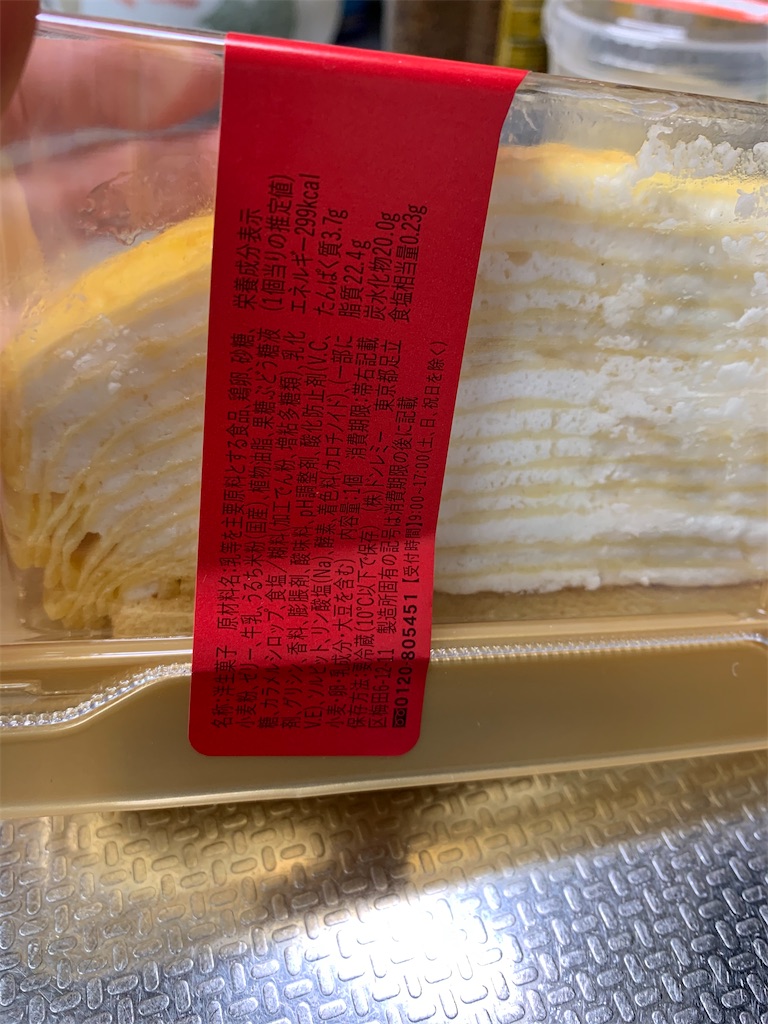 名称:洋生菓子 原材料名:乳等を主要原料とする食品、鶏卵、砂糖、
小麦粉、ゼリー、牛乳、うるち米粉(国産)、植物油脂、果糖ぶどう糖液
糖、カラメルシロップ、食塩/糊料(加工でん粉、増粘多糖類)、乳化
剤、グリシン、香料、膨脹剤、酸味料、pH調整剤、酸化防止剤(V.C、
V.E)、ソルビット、リン酸塩(Na)、酵素、着色料(カロチノイド)、(一部に
小麦・卵・乳成分・大豆を含む) 内容量:1個 消費期限:帯右記載
保存方法:要冷蔵(10℃以下で保存) (株)ドンレミー 東京都足立
区梅田6-12-11 製造所固有の記号は消費期限の後に記載
0120-805451【受付時間】9:00~17:00(土、日、祝日を除く)
栄養成分表示
(1個当りの推定値)
エネルギー299kcal
たんぱく質3.7g
脂質22.4g
炭水化物20.0g
食塩相当量0.23g